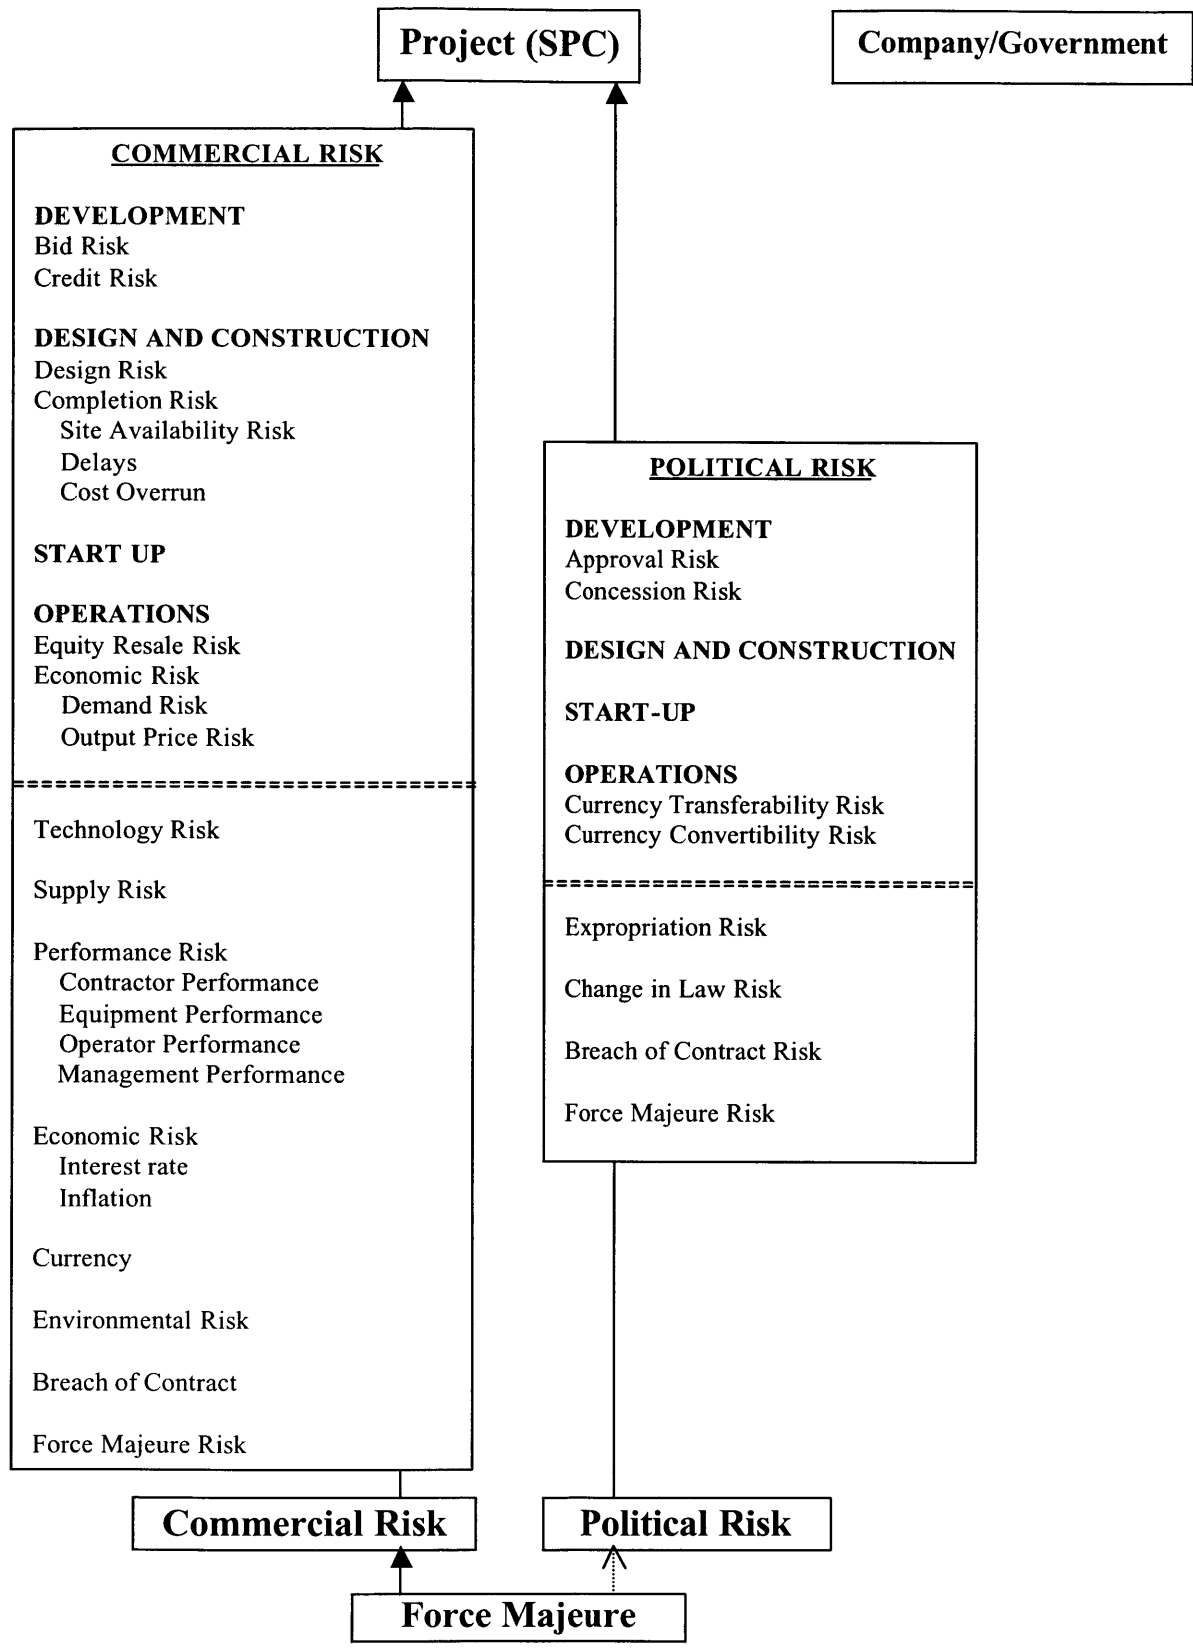 Project (SPC)
Company/Government
COMMERCIAL RISK
DEVELOPMENT
Bid Risk
Credit Risk
DESIGN AND CONSTRUCTION
Design Risk
Completion Risk
Site Availability Risk
Delays
Cost Overrun
START UP
OPERATIONS
Equity Resale Risk
Economic Risk
Demand Risk
Output Price Risk
Technology Risk
Supply Risk
Performance Risk
Contractor Performance
Equipment Performance
Operator Performance
Management Performance
Economic Risk
Interest rate
Inflation
Currency
Environmental Risk
Breach of Contract
Force Majeure Risk
POLITICAL RISK
DEVELOPMENT
Approval Risk
Concession Risk
DESIGN AND CONSTRUCTION
START-UP
OPERATIONS
Currency Transferability Risk
Currency Convertibility Risk
Expropriation Risk
Change in Law Risk
Breach of Contract Risk
Force Majeure Risk
Commercial Risk
Political Risk
Force Majeure